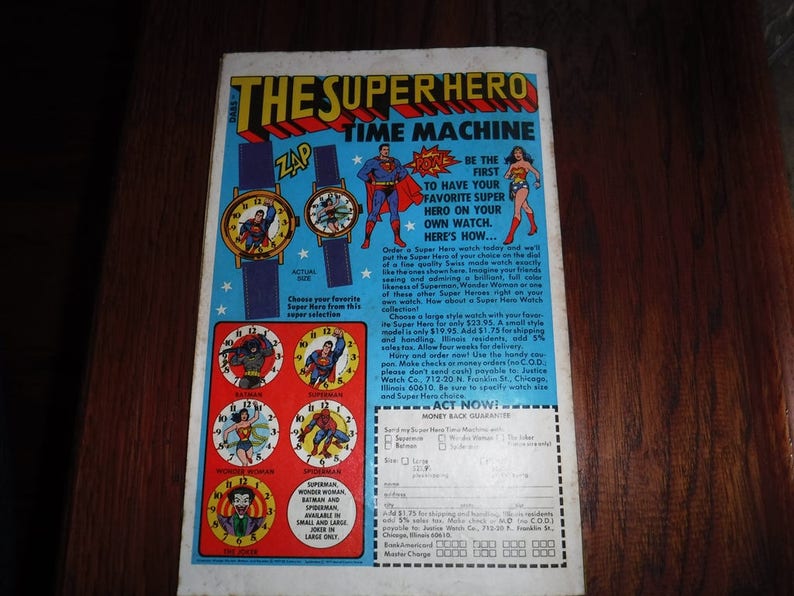 DABS
THE SUPER HERO
TIME MACHINE
ZAP
POW
BE THE
FIRST
TO HAVE YOUR
FAVORITE SUPER
HERO ON YOUR
OWN WATCH.
HERE'S HOW...
ACTUAL
SIZE
Choose your favorite
Super Hero from this
super selection
Order a Super Hero watch today and we'll
put the Super Hero of your choice on the dial
of a fine quality Swiss made watch exactly
like the ones shown here. Imagine your friends
seeing and admiring a brilliant, full color
likeness of Superman, Wonder Woman or one
of these other Super Heroes right on your
own watch. How about a Super Hero Watch
collection!
Choose a large style watch with your favor-
ite Super Hero for only $23.95. A small style
model is only $19.95. Add $1.75 for shipping
and handling. Illinois residents, add 5%
sales tax. Allow four weeks for delivery.
Hurry and order now! Use the handy cou-
pon. Make checks or money orders (no C.O.D.,
please don't send cash) payable to: Justice
Watch Co., 712-20 N. Franklin St., Chicago,
Illinois 60610. Be sure to specify watch size
and Super Hero choice.
BATMAN
SUPERMAN
WONDER WOMAN
SPIDERMAN
THE JOKER
SUPERMAN,
WONDER WOMAN,
BATMAN AND
SPIDERMAN,
AVAILABLE IN
SMALL AND LARGE.
JOKER IN
LARGE ONLY.
ACT NOW!
MONEY BACK GUARANTEE
Send my Super Hero Time Machine with:
Superman Wonder Woman The Joker
Batman Spiderman (large size only)
Size: Large
name
address
city state zip
Add $1.75 for shipping and handling, Illinois residents
add 5% sales tax. Make check or M.O. (no C.O.D.)
payable to: Justice Watch Co., 712-20 N. Franklin St.,
Chicago, Illinois 60610.
BankAmericard
Master Charge